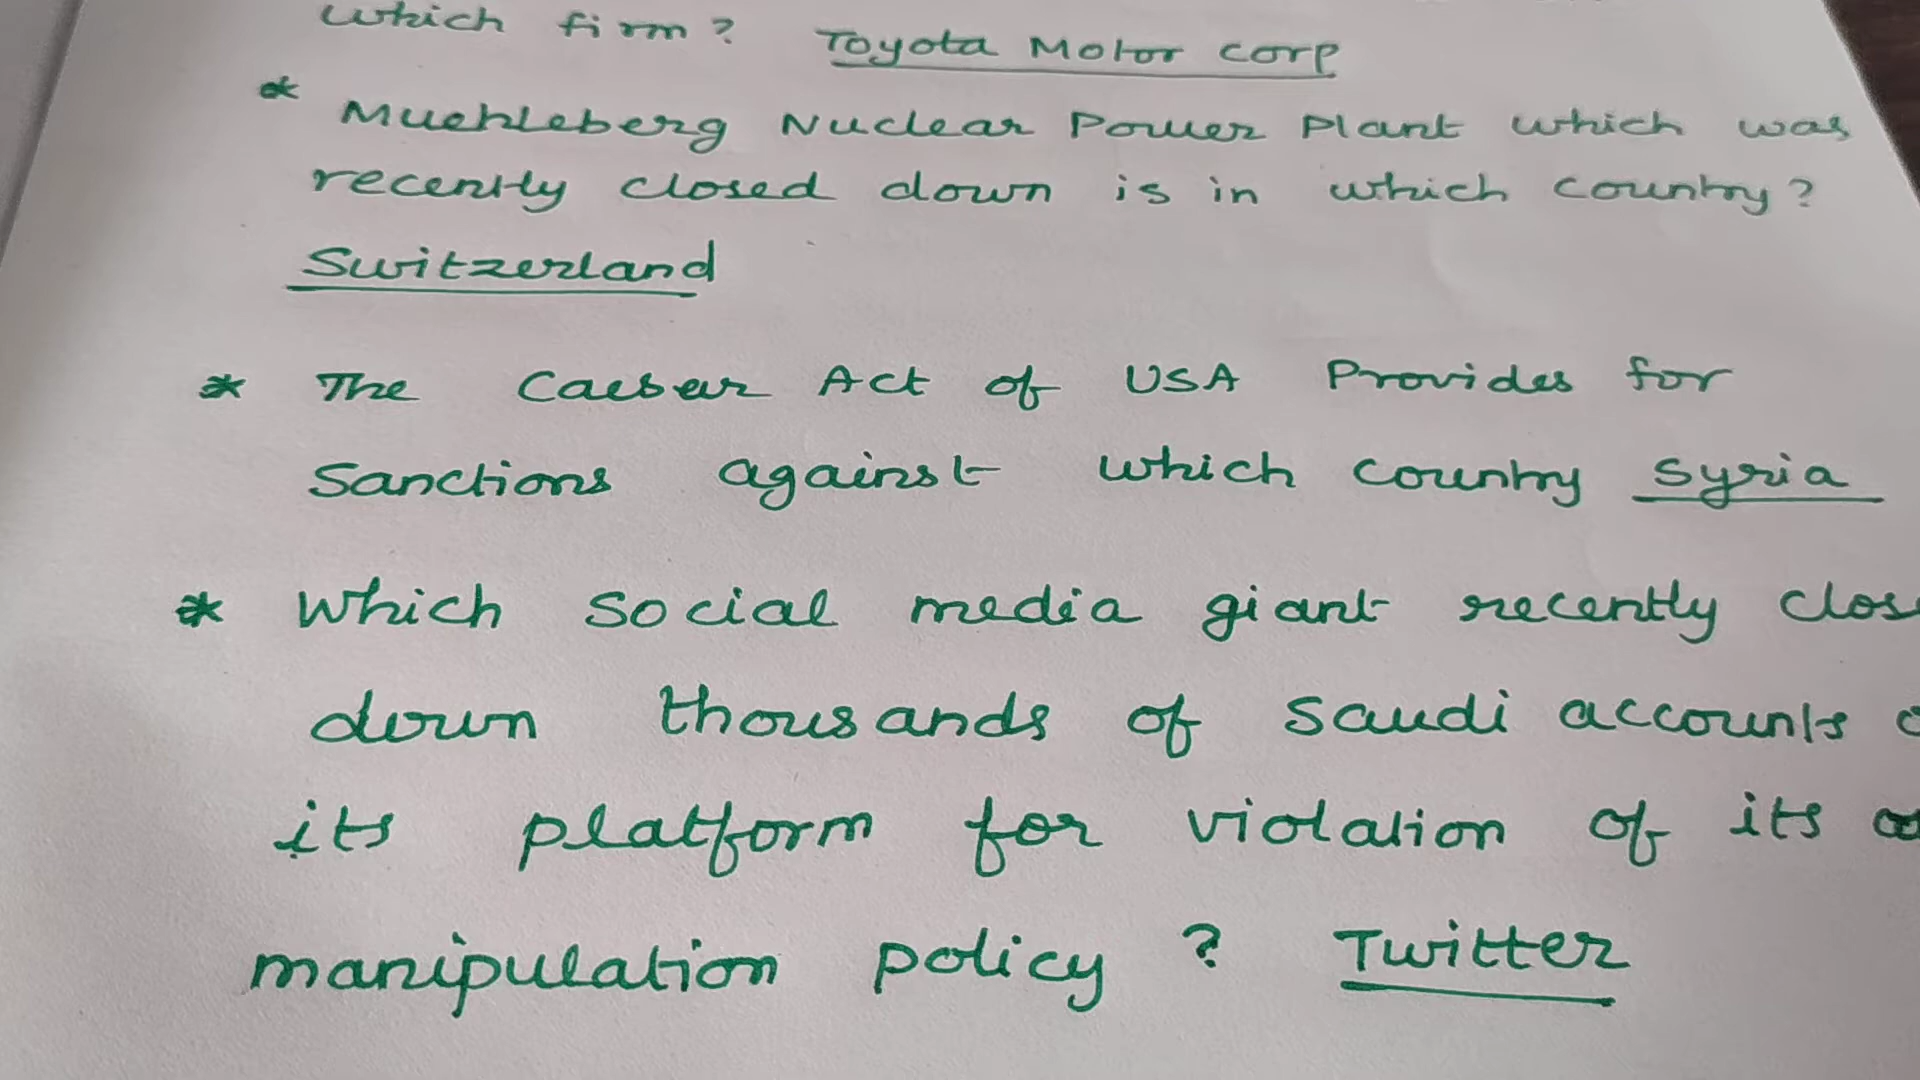 which firm? Toyota Motor corp
* Muehleberg Nuclear Power Plant which was
recently closed down is in which country?
Switzerland
* The Caesar Act of USA Provides for
Sanctions against which country Syria
* Which social media giant recently clos
down thousands of saudi accounts
its platform for violation of its
manipulation policy? Twitter